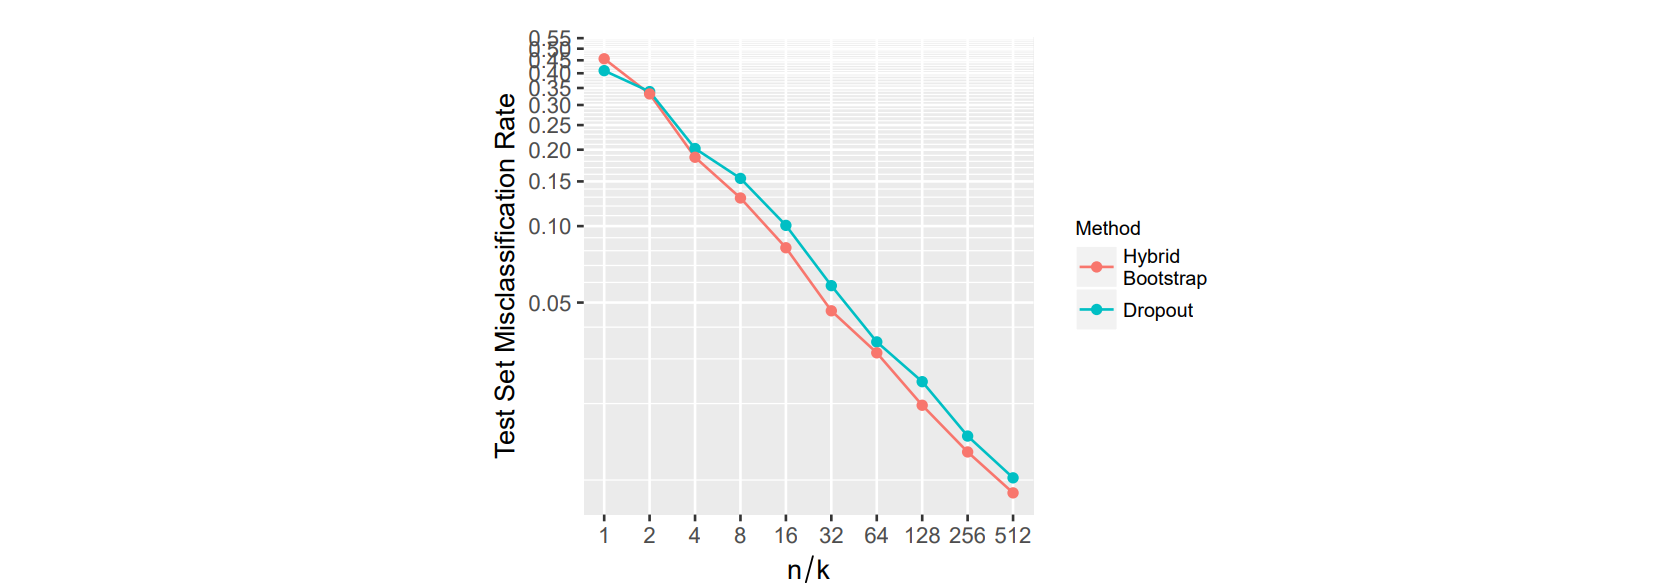 0.55
0.50
0.45
0.40
0.35
0.30
0.25
0.20
0.15
0.10
0.05
Test Set Misclassification Rate
1 2 4 8 16 32 64 128 256 512
n/k
Method
Hybrid
Bootstrap
Dropout